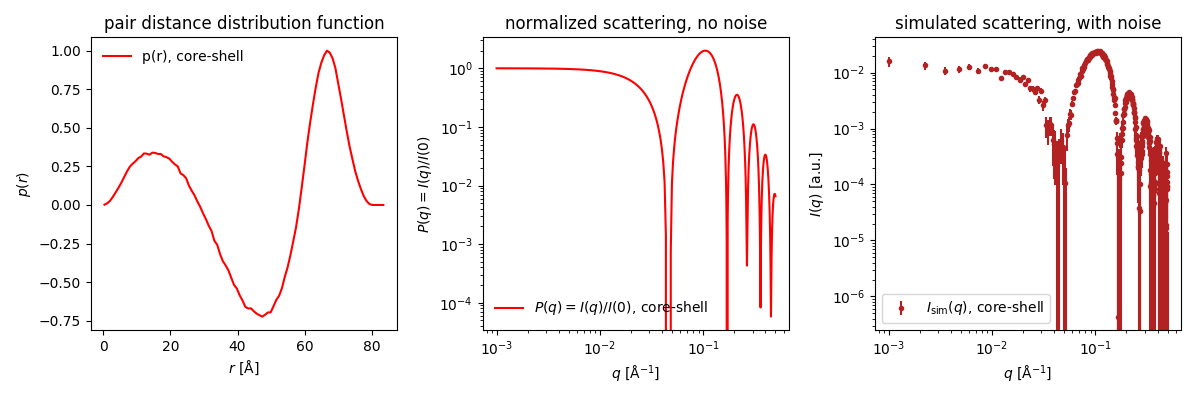 pair distance distribution function
p(r), core-shell
1.00
0.75
0.50
0.25
0.00
−0.25
−0.50
−0.75
p(r)
0
20
40
60
80
r [Å]
normalized scattering, no noise
10⁰
10⁻¹
10⁻²
10⁻³
10⁻⁴
P(q) = I(q)/I(0)
P(q) = I(q)/I(0), core-shell
10⁻³
10⁻²
10⁻¹
q [Å⁻¹]
simulated scattering, with noise
10⁻²
10⁻³
10⁻⁴
10⁻⁵
10⁻⁶
I(q) [a.u.]
I_sim(q), core-shell
10⁻³
10⁻²
10⁻¹
q [Å⁻¹]